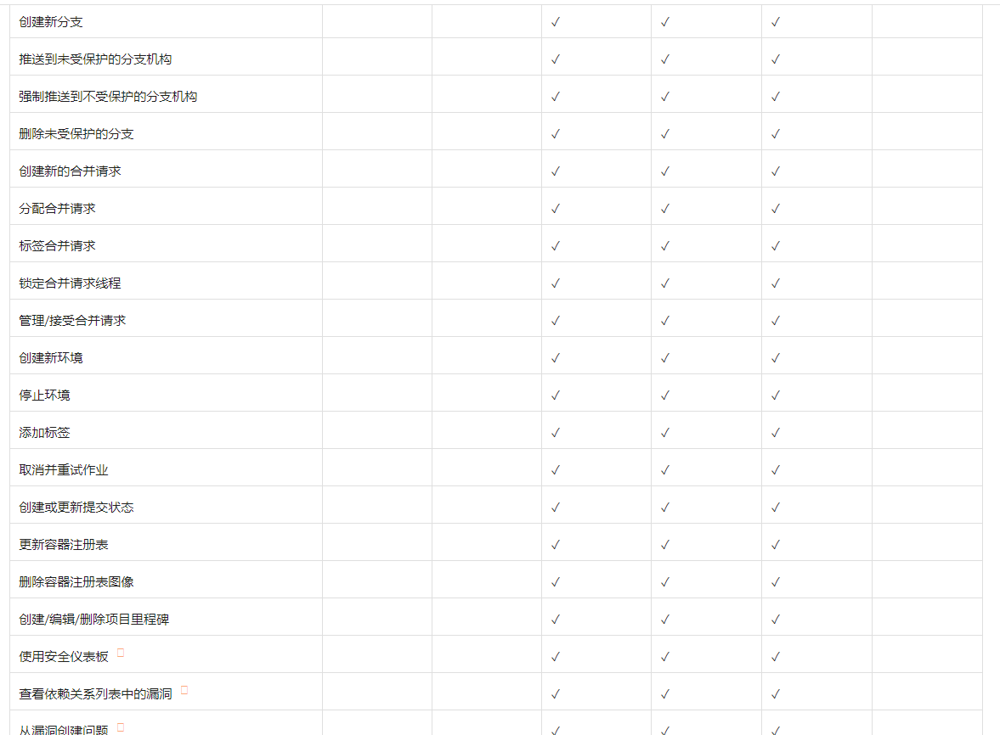 创建新分支 ✓ ✓ ✓
推送到未受保护的分支机构 ✓ ✓ ✓
强制推送到不受保护的分支机构 ✓ ✓ ✓
删除未受保护的分支 ✓ ✓ ✓
创建新的合并请求 ✓ ✓ ✓
分配合并请求 ✓ ✓ ✓
标签合并请求 ✓ ✓ ✓
锁定合并请求线程 ✓ ✓ ✓
管理/接受合并请求 ✓ ✓ ✓
创建新环境 ✓ ✓ ✓
停止环境 ✓ ✓ ✓
添加标签 ✓ ✓ ✓
取消并重试作业 ✓ ✓ ✓
创建或更新提交状态 ✓ ✓ ✓
更新容器注册表 ✓ ✓ ✓
删除容器注册表图像 ✓ ✓ ✓
创建/编辑/删除项目里程碑 ✓ ✓ ✓
使用安全仪表板 ✓ ✓ ✓
查看依赖关系列表中的漏洞 ✓ ✓ ✓
从漏洞创建问题 ✓ ✓ ✓